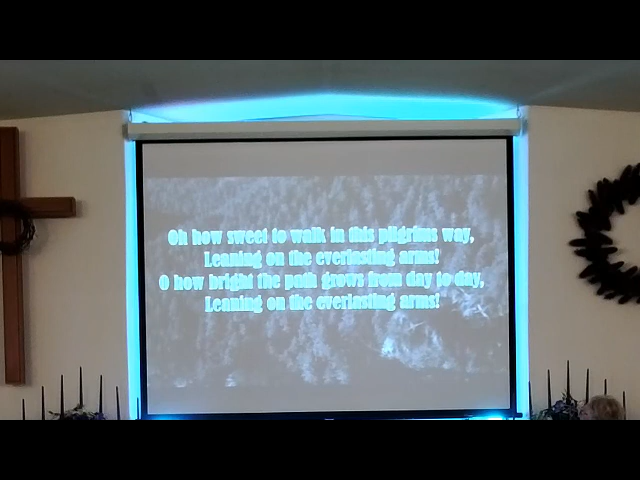 Oh how sweet to walk in this pilgrims way,
Leaning on the everlasting arms!
O how bright the path grows from day to day,
Leaning on the everlasting arms!